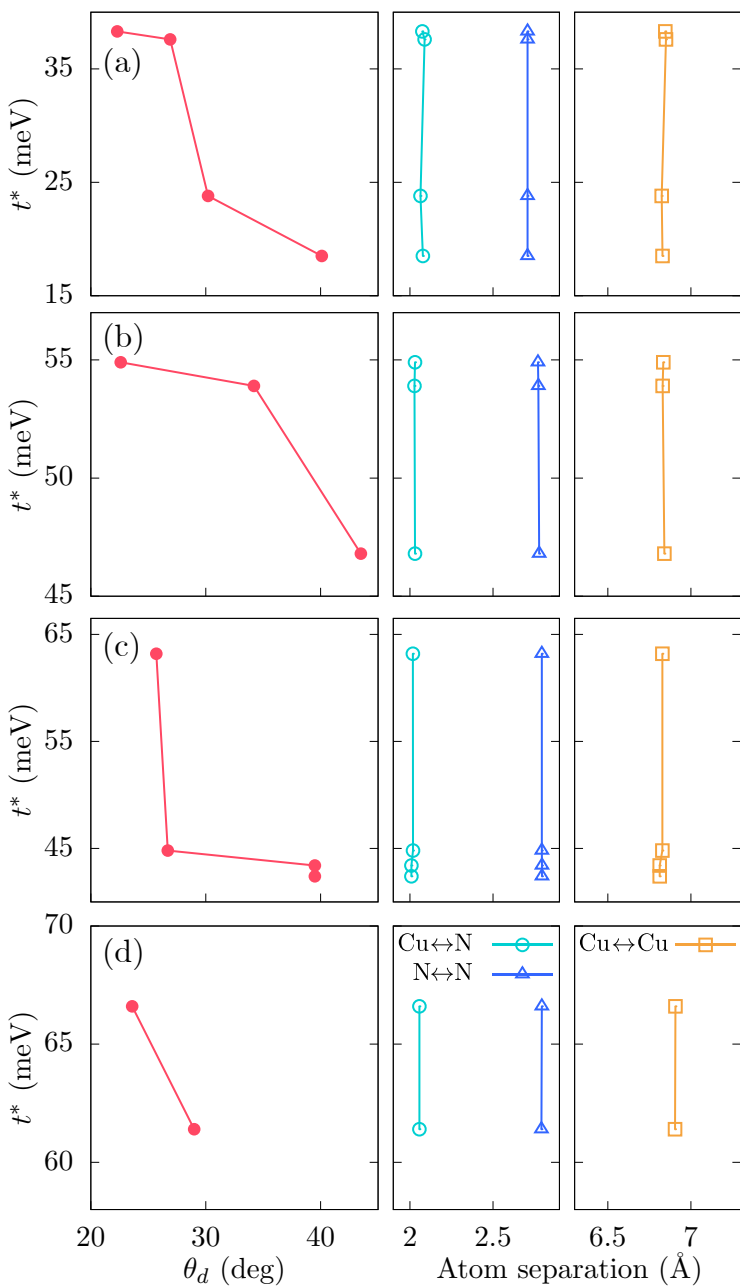 (a)
t* (meV)
35
25
15
(b)
t* (meV)
55
50
45
(c)
t* (meV)
65
55
45
(d)
Cu↔N
N↔N
Cu↔Cu
t* (meV)
70
65
60
20 30 40 2 2.5 6.5 7
θd (deg) Atom separation (Å)